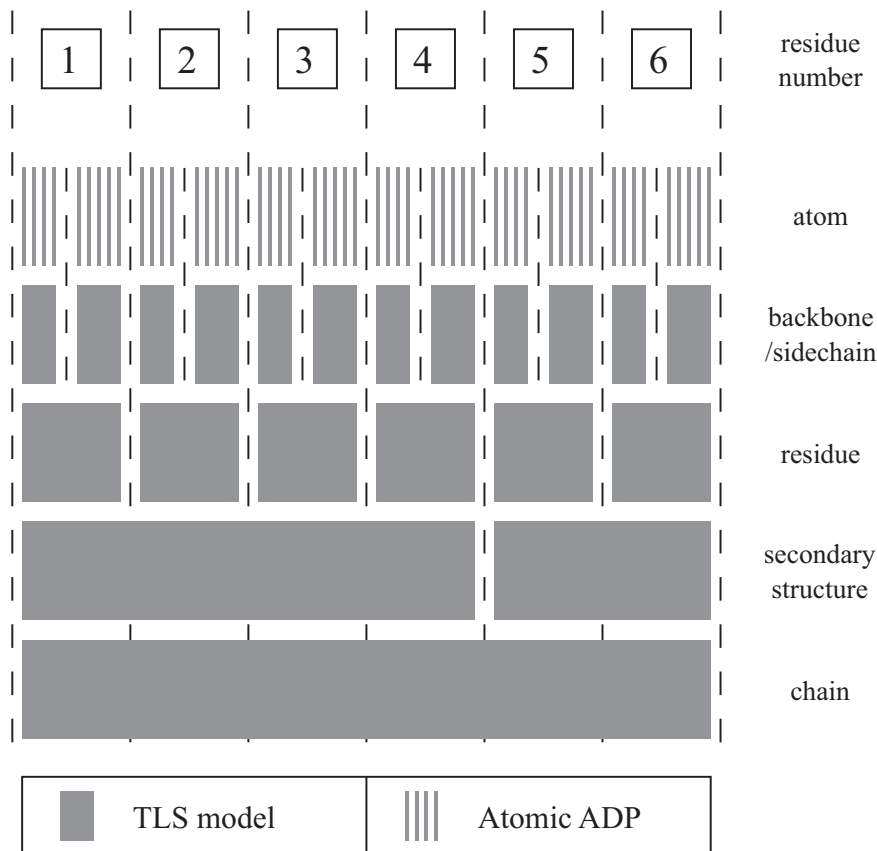 1 2 3 4 5 6
residue
number
atom
backbone
/sidechain
residue
secondary
structure
chain
TLS model
Atomic ADP